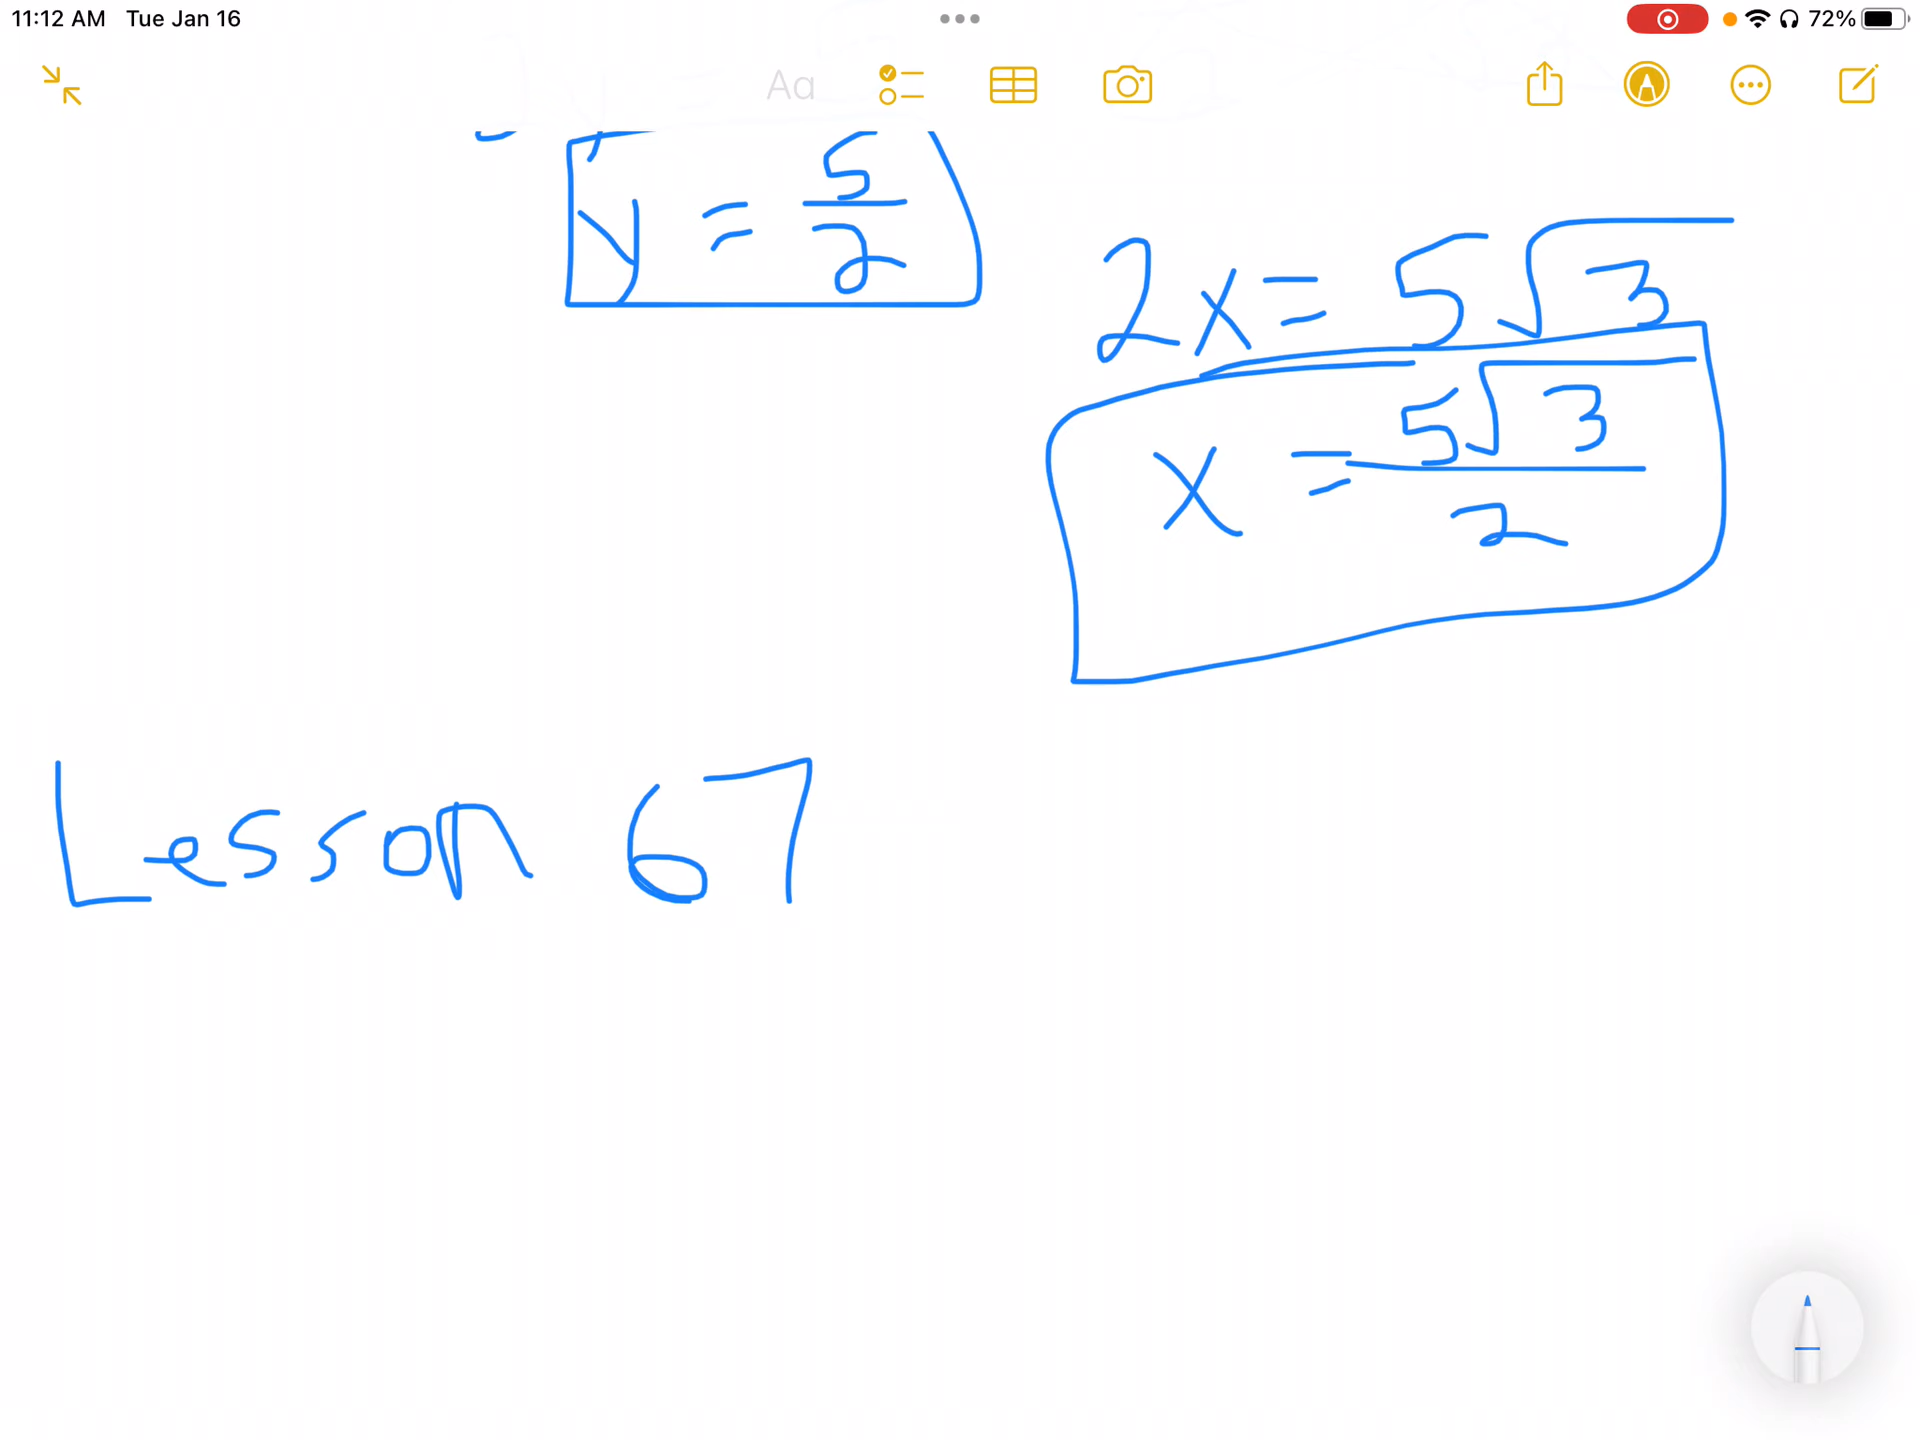 11:12 AM Tue Jan 16
72%
Aa
y = 5/2
2x = 5√3
x = 5√3/2
Lesson 67